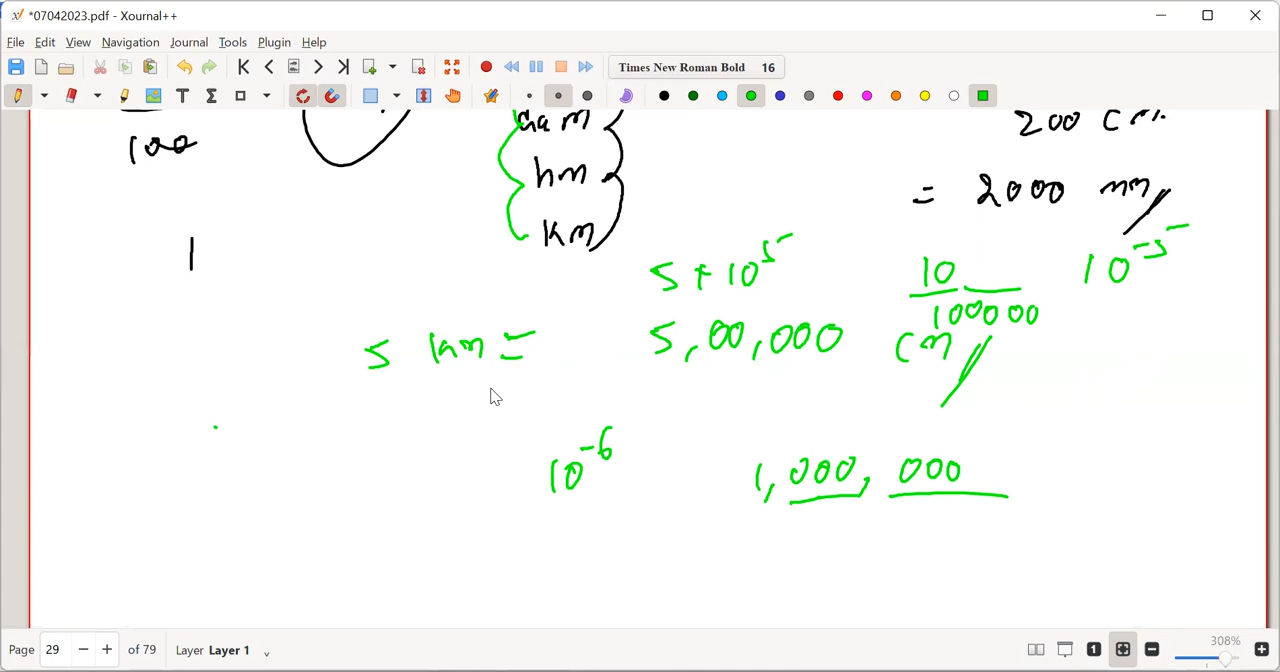 *07042023.pdf - Xournal++
File Edit View Navigation Journal Tools Plugin Help
Times New Roman Bold 16
da m
200 cm.
100
hm
= 2000 mm
km
1
5 + 10⁵
10
10⁻⁵
100000
5 km = 5,00,000 cm
10⁻⁶
1,000,000
Page 29 of 79 Layer Layer 1
308%